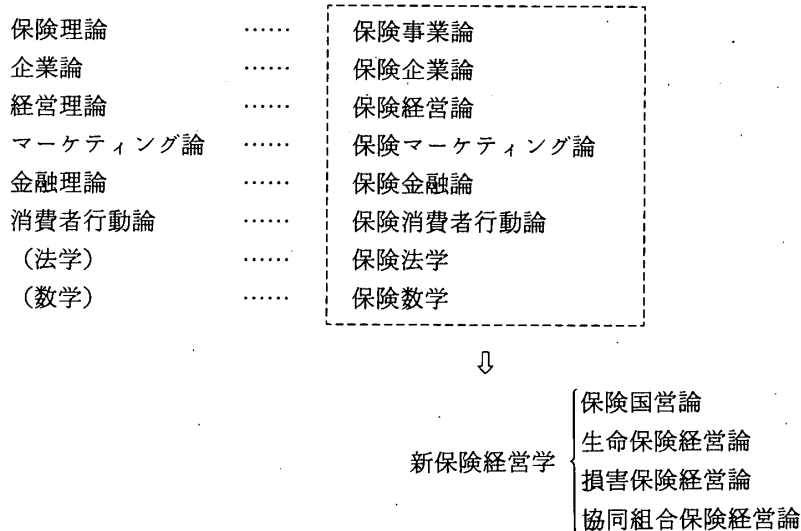 保険理論 …… 保険事業論
企業論 …… 保険企業論
経営理論 …… 保険経営論
マーケティング論 …… 保険マーケティング論
金融理論 …… 保険金融論
消費者行動論 …… 保険消費者行動論
(法学) …… 保険法学
(数学) …… 保険数学
⇩
保険国営論
生命保険経営論
新保険経営学
損害保険経営論
協同組合保険経営論